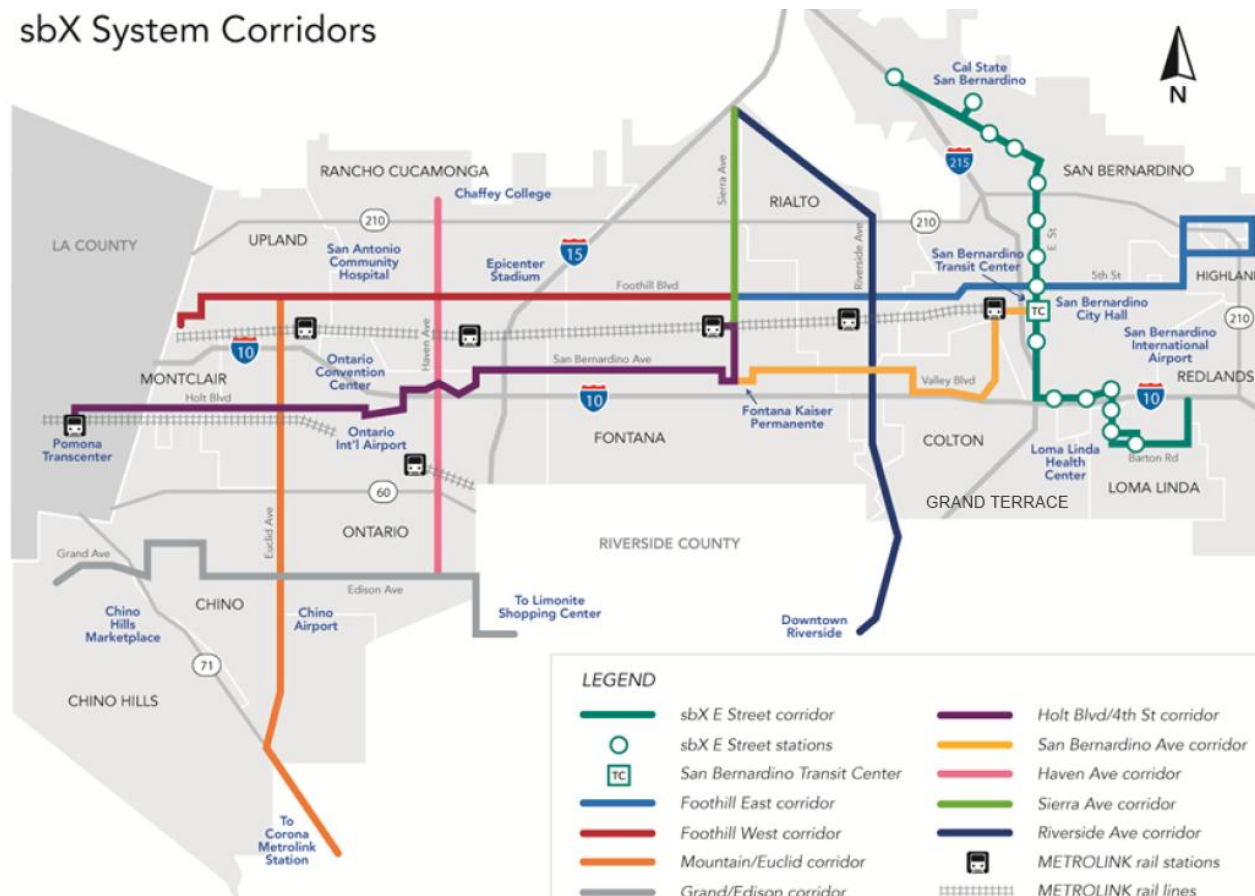 sbX System Corridors
N
Cal State
San Bernardino
215
SAN BERNARDINO
RANCHO CUCAMONGA
Chaffey College
Sierra Ave
RIALTO
210
210
LA COUNTY
UPLAND
San Antonio
Community
Hospital
Epicenter
Stadium
15
Riverside Ave
San Bernardino
Transit Center
E St
5th St
HIGHLAND
Foothill Blvd
TC
San Bernardino
City Hall
210
San Bernardino
International
Airport
10
Haven Ave
San Bernardino Ave
MONTCLAIR
Ontario
Convention
Center
REDLANDS
Valley Blvd
Holt Blvd
10
10
Fontana Kaiser
Permanente
Pomona
Transcenter
Ontario
Int'l Airport
FONTANA
COLTON
Loma Linda
Health
Center
Barton Rd
LOMA LINDA
60
GRAND TERRACE
Euclid Ave
ONTARIO
RIVERSIDE COUNTY
Grand Ave
Edison Ave
CHINO
Chino
Hills
Marketplace
Chino
Airport
To Limonite
Shopping Center
Downtown
Riverside
71
CHINO HILLS
To
Corona
Metrolink
Station
LEGEND
sbX E Street corridor
sbX E Street stations
TC
San Bernardino Transit Center
Foothill East corridor
Foothill West corridor
Mountain/Euclid corridor
Grand/Edison corridor
Holt Blvd/4th St corridor
San Bernardino Ave corridor
Haven Ave corridor
Sierra Ave corridor
Riverside Ave corridor
METROLINK rail stations
METROLINK rail lines